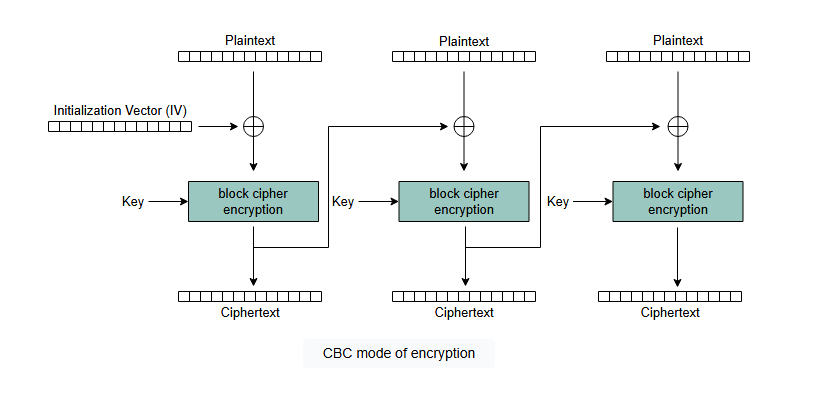 Plaintext
Plaintext
Plaintext
Initialization Vector (IV)
Key
block cipher
encryption
Key
block cipher
encryption
Key
block cipher
encryption
Ciphertext
Ciphertext
Ciphertext
CBC mode of encryption